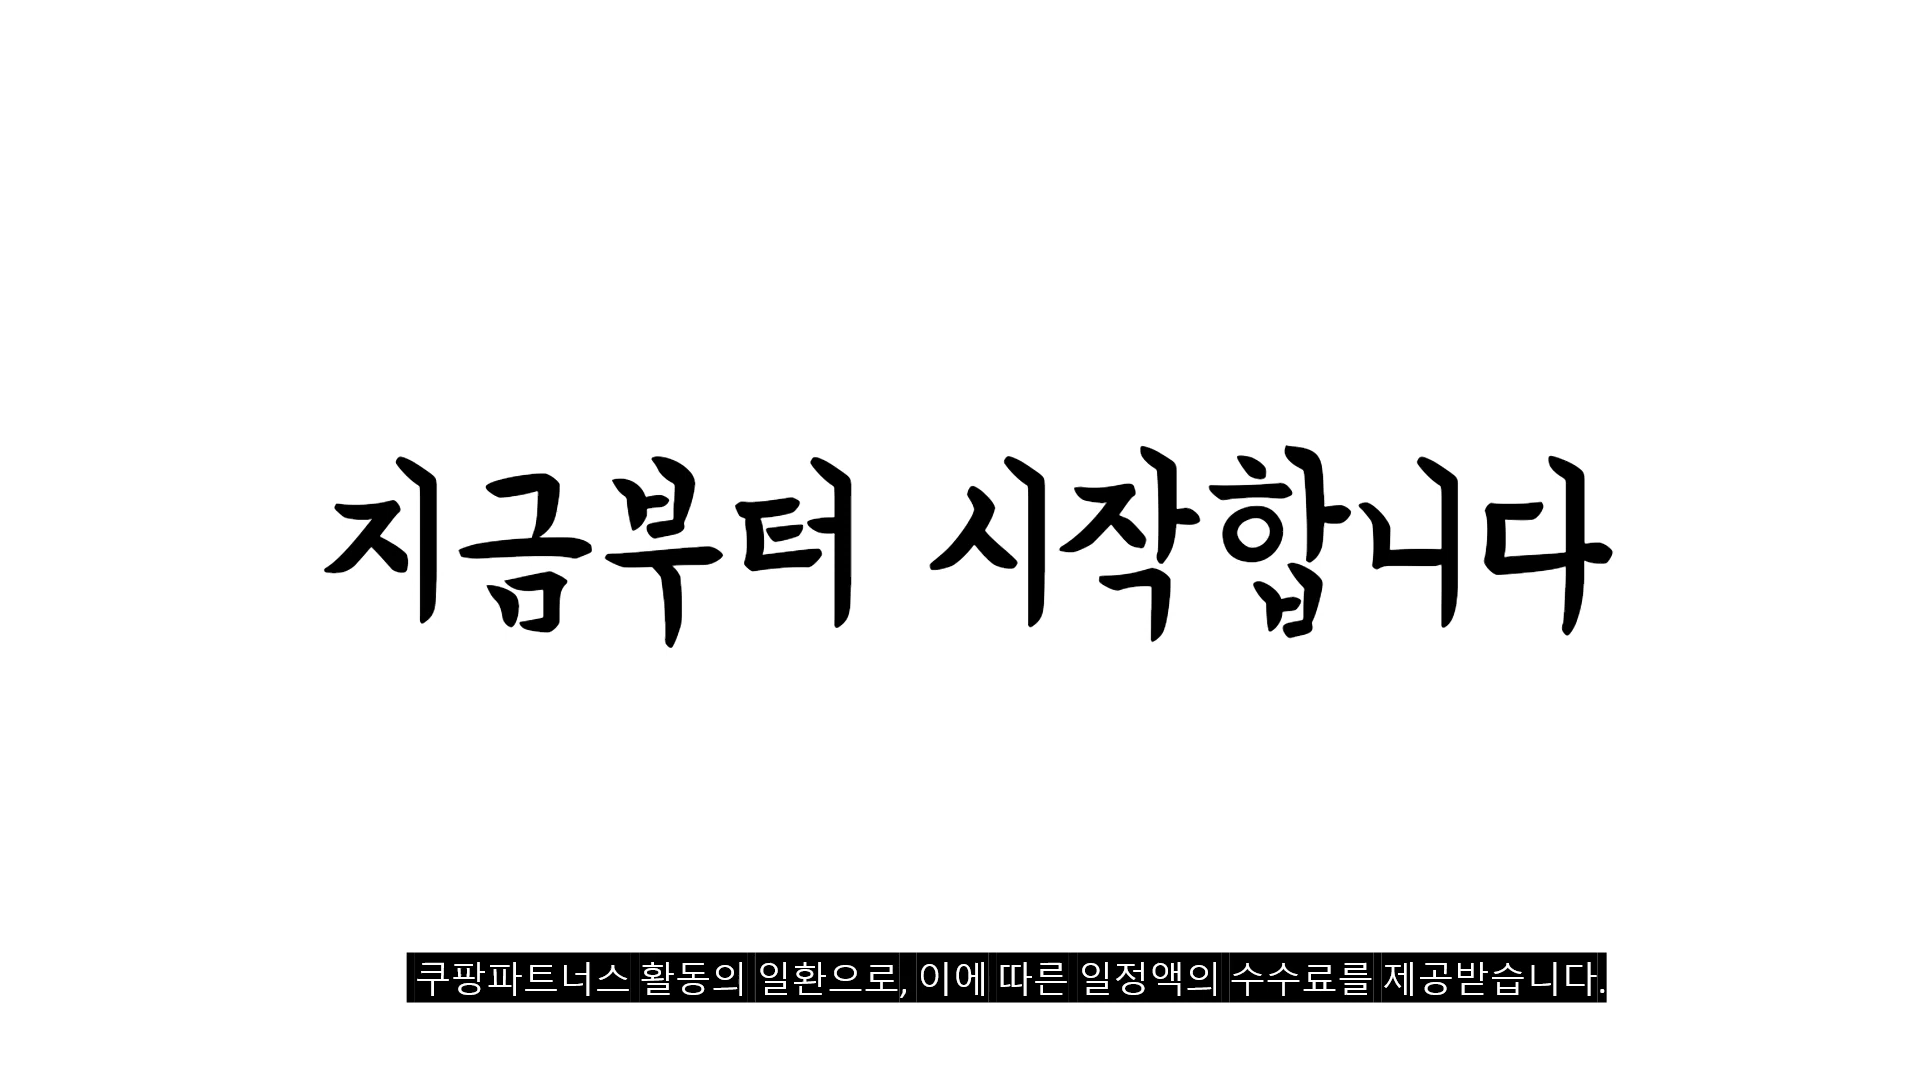 지금부터 시작합니다
쿠팡파트너스 활동의 일환으로, 이에 따른 일정액의 수수료를 제공받습니다.